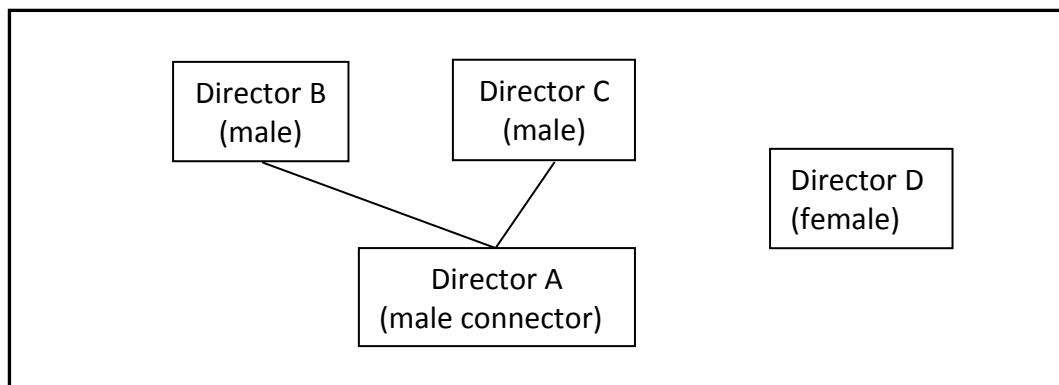 Director B
(male)
Director C
(male)
Director D
(female)
Director A
(male connector)